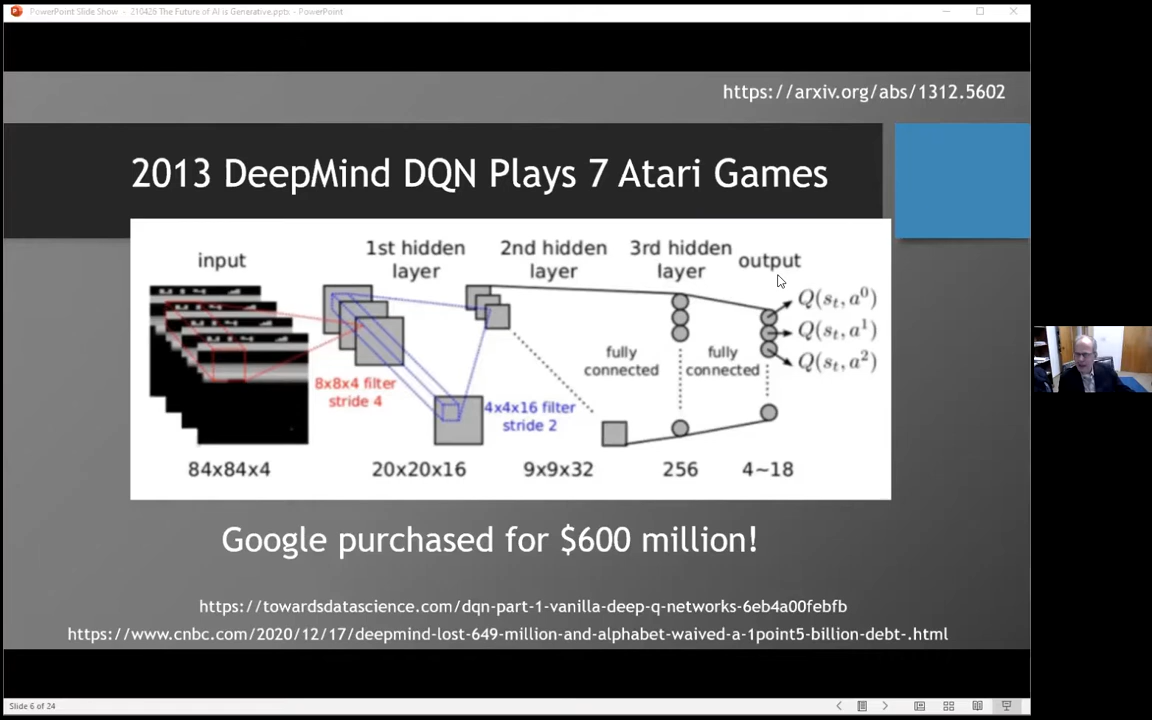 PowerPoint Slide Show - 210426 The Future of AI is Generative.pptx - PowerPoint
https://arxiv.org/abs/1312.5602
2013 DeepMind DQN Plays 7 Atari Games
input
1st hidden
layer
2nd hidden
layer
3rd hidden
layer
output
Q(s_t, a^0)
Q(s_t, a^1)
Q(s_t, a^2)
fully
connected
fully
connected
8x8x4 filter
stride 4
4x4x16 filter
stride 2
84x84x4
20x20x16
9x9x32
256
4~18
Google purchased for $600 million!
https://towardsdatascience.com/dqn-part-1-vanilla-deep-q-networks-6eb4a00febfb
https://www.cnbc.com/2020/12/17/deepmind-lost-649-million-and-alphabet-waived-a-1point5-billion-debt-.html
Slide 6 of 24